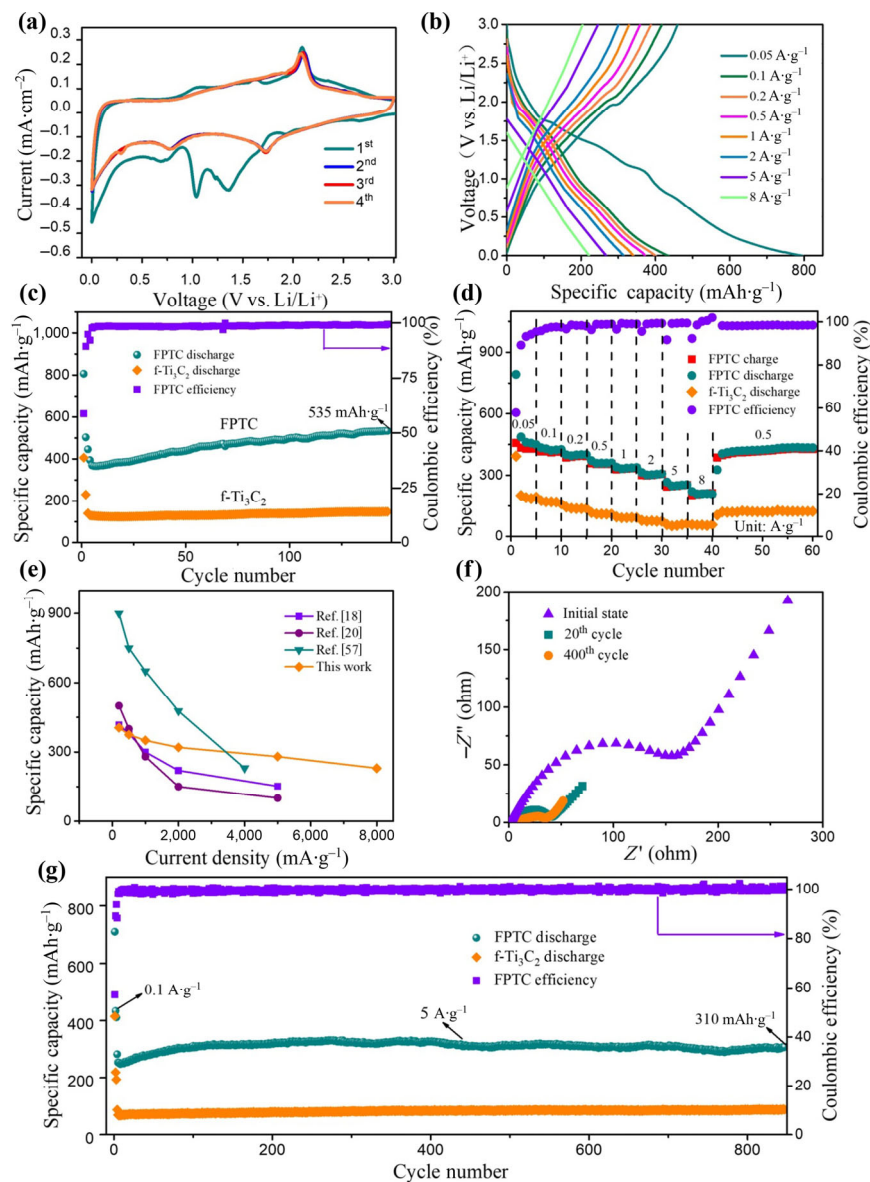 (a)
0.3
0.2
0.1
0.0
−0.1
−0.2
−0.3
−0.4
−0.5
−0.6
Current (mA·cm⁻²)
1ˢᵗ
2ⁿᵈ
3ʳᵈ
4ᵗʰ
0.0 0.5 1.0 1.5 2.0 2.5 3.0
Voltage (V vs. Li/Li⁺)
(b)
3.0
2.5
2.0
1.5
1.0
0.5
0.0
Voltage (V vs. Li/Li⁺)
0.05 A·g⁻¹
0.1 A·g⁻¹
0.2 A·g⁻¹
0.5 A·g⁻¹
1 A·g⁻¹
2 A·g⁻¹
5 A·g⁻¹
8 A·g⁻¹
0 200 400 600 800
Specific capacity (mAh·g⁻¹)
(c)
1,000
800
600
400
200
0
Specific capacity (mAh·g⁻¹)
FPTC discharge
f-Ti₃C₂ discharge
FPTC efficiency
FPTC
535 mAh·g⁻¹
f-Ti₃C₂
100
75
50
25
0
Coulombic efficiency (%)
0 50 100
Cycle number
(d)
900
600
450
300
150
0
Specific capacity (mAh·g⁻¹)
FPTC charge
FPTC discharge
f-Ti₃C₂ discharge
FPTC efficiency
0.05 0.1 0.2 0.5 1 2 5 8 0.5
Unit: A·g⁻¹
100
80
60
40
20
0
Coulombic efficiency (%)
0 10 20 30 40 50 60
Cycle number
(e)
900
600
300
0
Specific capacity (mAh·g⁻¹)
Ref. [18]
Ref. [20]
Ref. [57]
This work
0 2,000 4,000 6,000 8,000
Current density (mA·g⁻¹)
(f)
200
150
100
50
0
−Z″ (ohm)
Initial state
20ᵗʰ cycle
400ᵗʰ cycle
0 100 200 300
Z′ (ohm)
(g)
800
600
400
200
0
Specific capacity (mAh·g⁻¹)
FPTC discharge
f-Ti₃C₂ discharge
FPTC efficiency
0.1 A·g⁻¹
5 A·g⁻¹
310 mAh·g⁻¹
100
80
60
40
20
0
Coulombic efficiency (%)
0 200 400 600 800
Cycle number